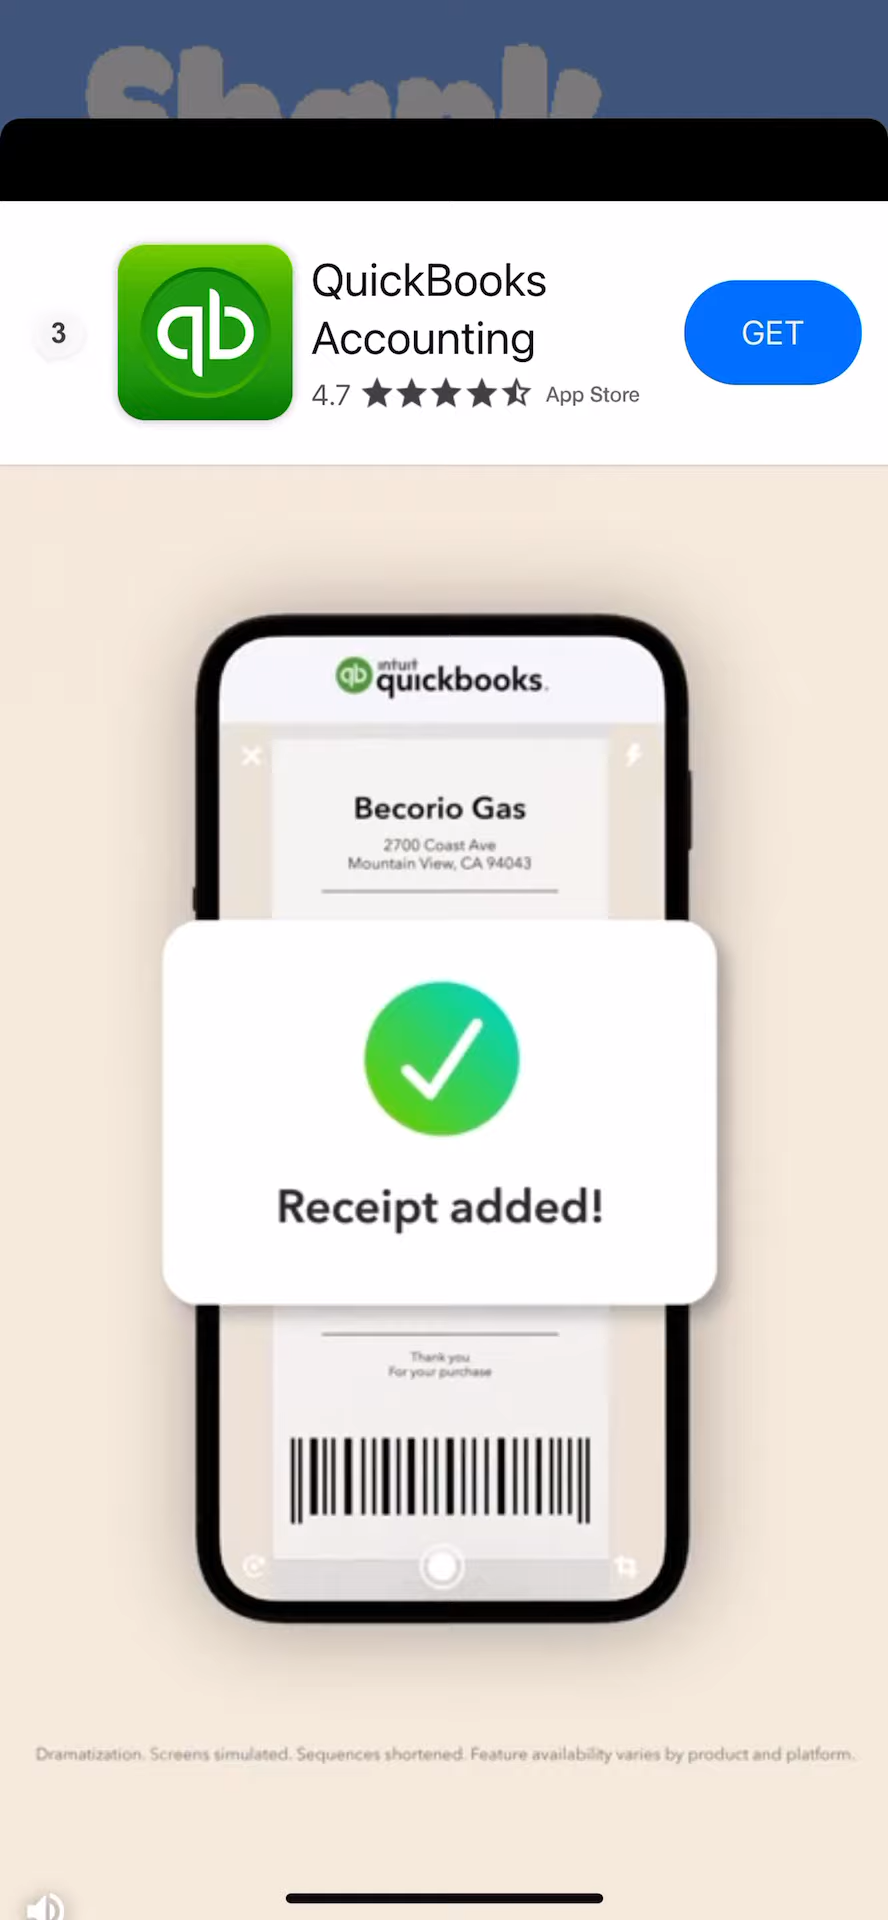 Shank
3
QuickBooks
Accounting
GET
4.7
App Store
intuit
qb quickbooks.
Becorio Gas
2700 Coast Ave
Mountain View, CA 94043
Receipt added!
Thank you
For your purchase
Dramatization. Screens simulated. Sequences shortened. Feature availability varies by product and platform.